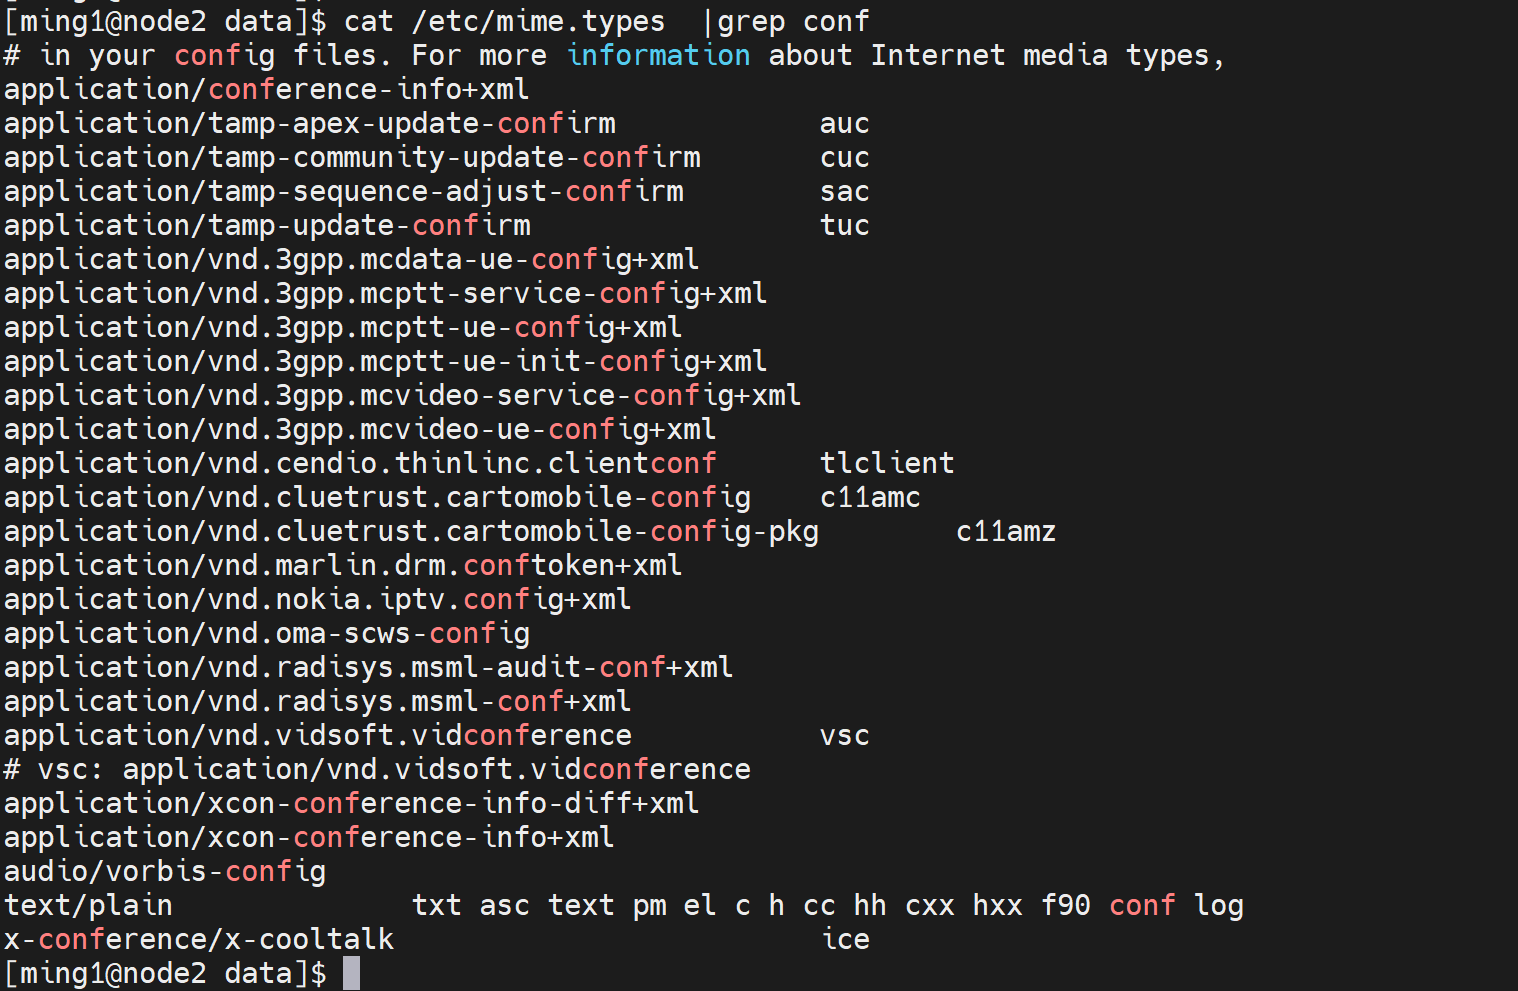 [ming1@node2 data]$ cat /etc/mime.types  |grep conf
# in your config files. For more information about Internet media types,
application/conference-info+xml
application/tamp-apex-update-confirm            auc
application/tamp-community-update-confirm       cuc
application/tamp-sequence-adjust-confirm        sac
application/tamp-update-confirm                 tuc
application/vnd.3gpp.mcdata-ue-config+xml
application/vnd.3gpp.mcptt-service-config+xml
application/vnd.3gpp.mcptt-ue-config+xml
application/vnd.3gpp.mcptt-ue-init-config+xml
application/vnd.3gpp.mcvideo-service-config+xml
application/vnd.3gpp.mcvideo-ue-config+xml
application/vnd.cendio.thinlinc.clientconf      tlclient
application/vnd.cluetrust.cartomobile-config    c11amc
application/vnd.cluetrust.cartomobile-config-pkg        c11amz
application/vnd.marlin.drm.conftoken+xml
application/vnd.nokia.iptv.config+xml
application/vnd.oma-scws-config
application/vnd.radisys.msml-audit-conf+xml
application/vnd.radisys.msml-conf+xml
application/vnd.vidsoft.vidconference           vsc
# vsc: application/vnd.vidsoft.vidconference
application/xcon-conference-info-diff+xml
application/xcon-conference-info+xml
audio/vorbis-config
text/plain              txt asc text pm el c h cc hh cxx hxx f90 conf log
x-conference/x-cooltalk                         ice
[ming1@node2 data]$